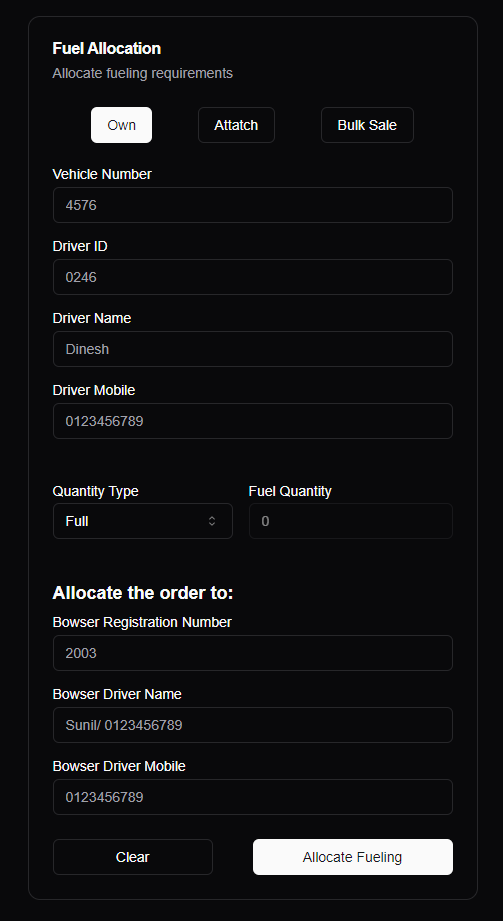 Fuel Allocation
Allocate fueling requirements
Own Attatch Bulk Sale
Vehicle Number
4576
Driver ID
0246
Driver Name
Dinesh
Driver Mobile
0123456789
Quantity Type Fuel Quantity
Full 0
Allocate the order to:
Bowser Registration Number
2003
Bowser Driver Name
Sunil/ 0123456789
Bowser Driver Mobile
0123456789
Clear Allocate Fueling